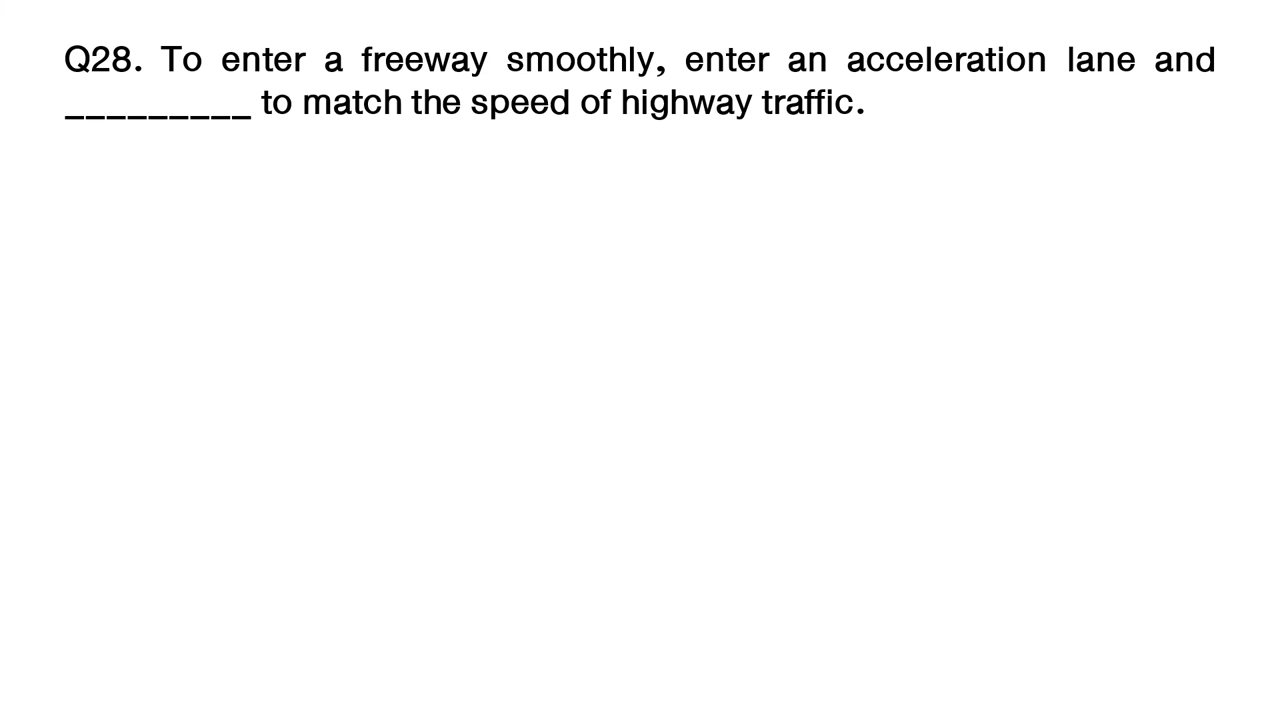 Q28. To enter a freeway smoothly, enter an acceleration lane and
_________ to match the speed of highway traffic.